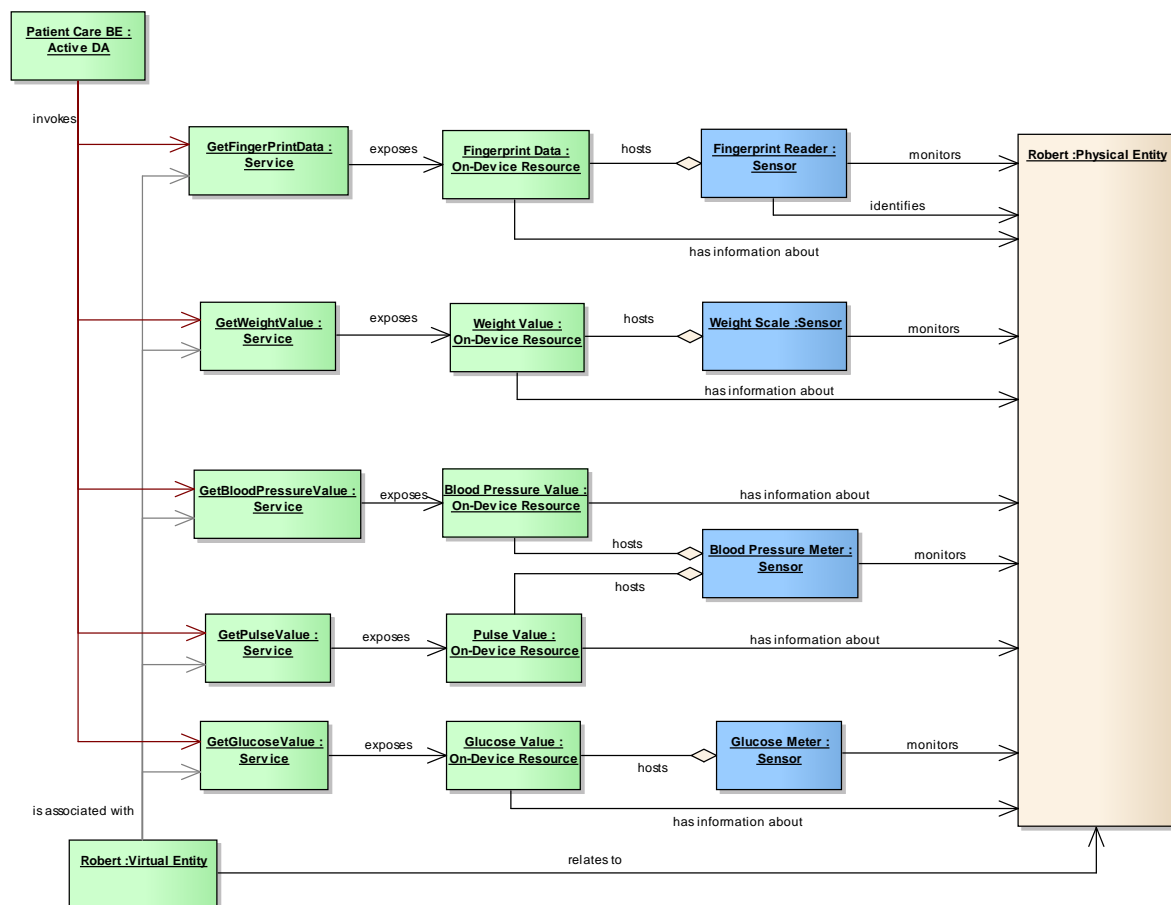 Patient Care BE :
Active DA
invokes
GetFingerPrintData :
Service
exposes
Fingerprint Data :
On-Device Resource
hosts
Fingerprint Reader :
Sensor
monitors
identifies
has information about
Robert :Physical Entity
GetWeightValue :
Service
exposes
Weight Value :
On-Device Resource
hosts
Weight Scale :Sensor
monitors
has information about
GetBloodPressureValue :
Service
exposes
Blood Pressure Value :
On-Device Resource
has information about
hosts
hosts
Blood Pressure Meter :
Sensor
monitors
GetPulseValue :
Service
exposes
Pulse Value :
On-Device Resource
has information about
GetGlucoseValue :
Service
exposes
Glucose Value :
On-Device Resource
hosts
Glucose Meter :
Sensor
monitors
has information about
is associated with
Robert :Virtual Entity
relates to